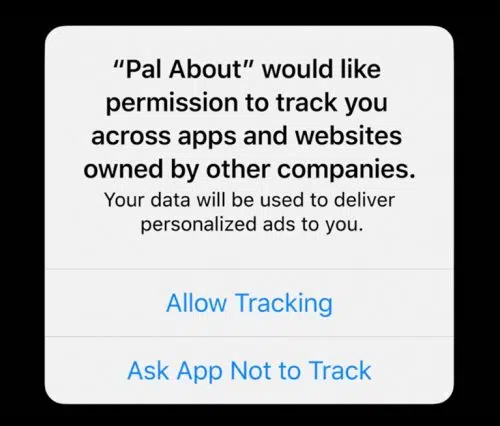 “Pal About” would like
permission to track you
across apps and websites
owned by other companies.
Your data will be used to deliver
personalized ads to you.
Allow Tracking
Ask App Not to Track